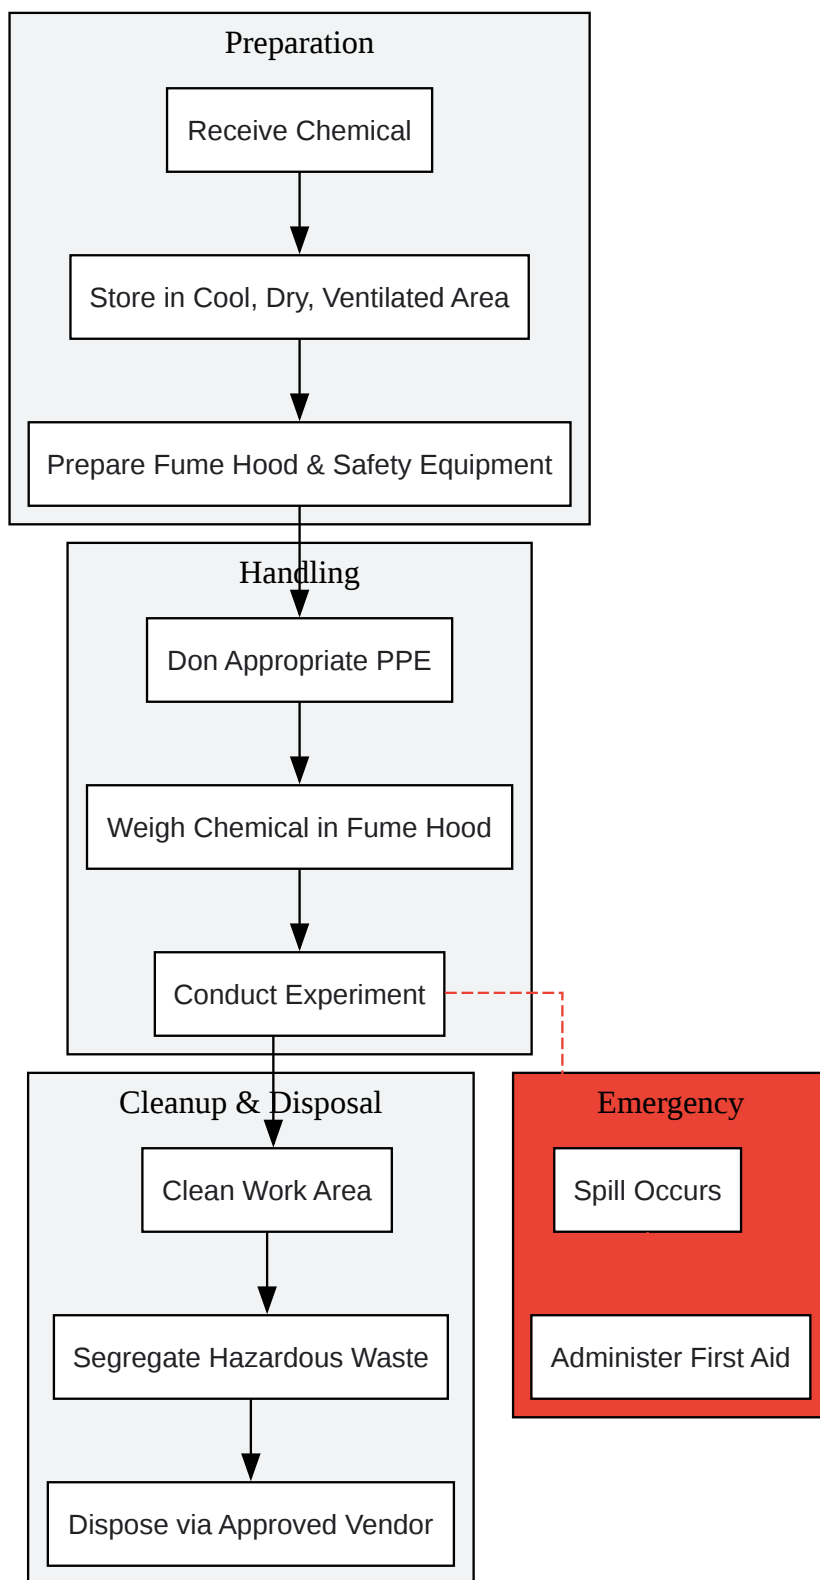 Preparation
Receive Chemical
Store in Cool, Dry, Ventilated Area
Prepare Fume Hood & Safety Equipment
Handling
Don Appropriate PPE
Weigh Chemical in Fume Hood
Conduct Experiment
Cleanup & Disposal
Clean Work Area
Segregate Hazardous Waste
Dispose via Approved Vendor
Emergency
Spill Occurs
Administer First Aid